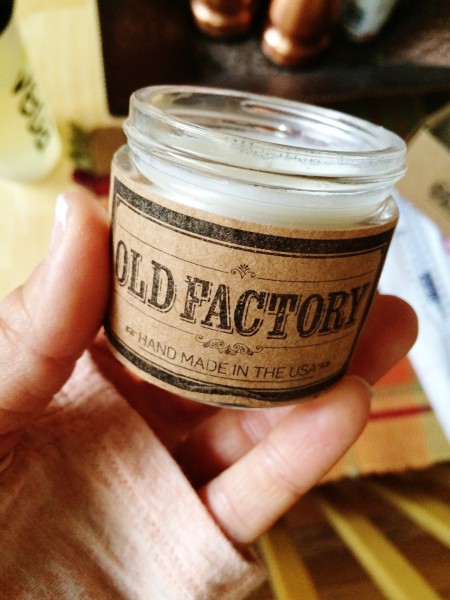 OLD FACTORY
HAND MADE IN THE USA